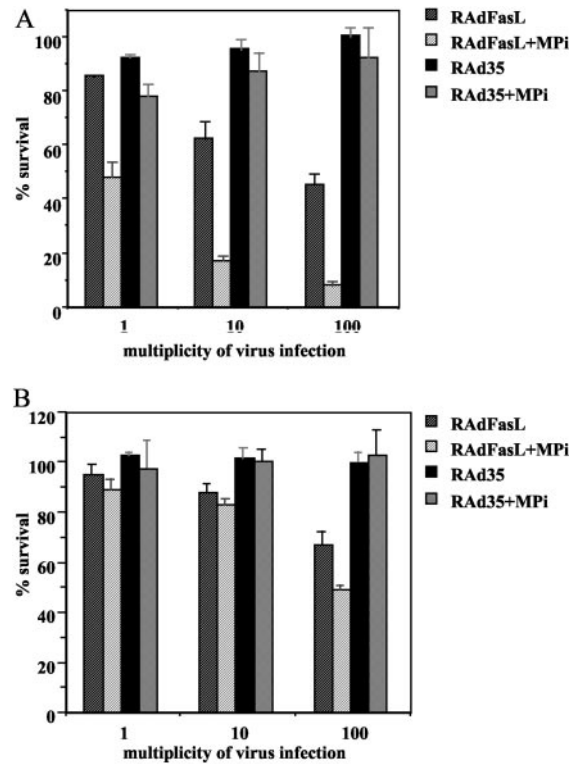 A
100
80
60
40
20
0
% survival
1
10
100
multiplicity of virus infection
RAdFasL
RAdFasL+MPi
RAd35
RAd35+MPi
B
120
100
80
60
40
20
0
% survival
1
10
100
multiplicity of virus infection
RAdFasL
RAdFasL+MPi
RAd35
RAd35+MPi